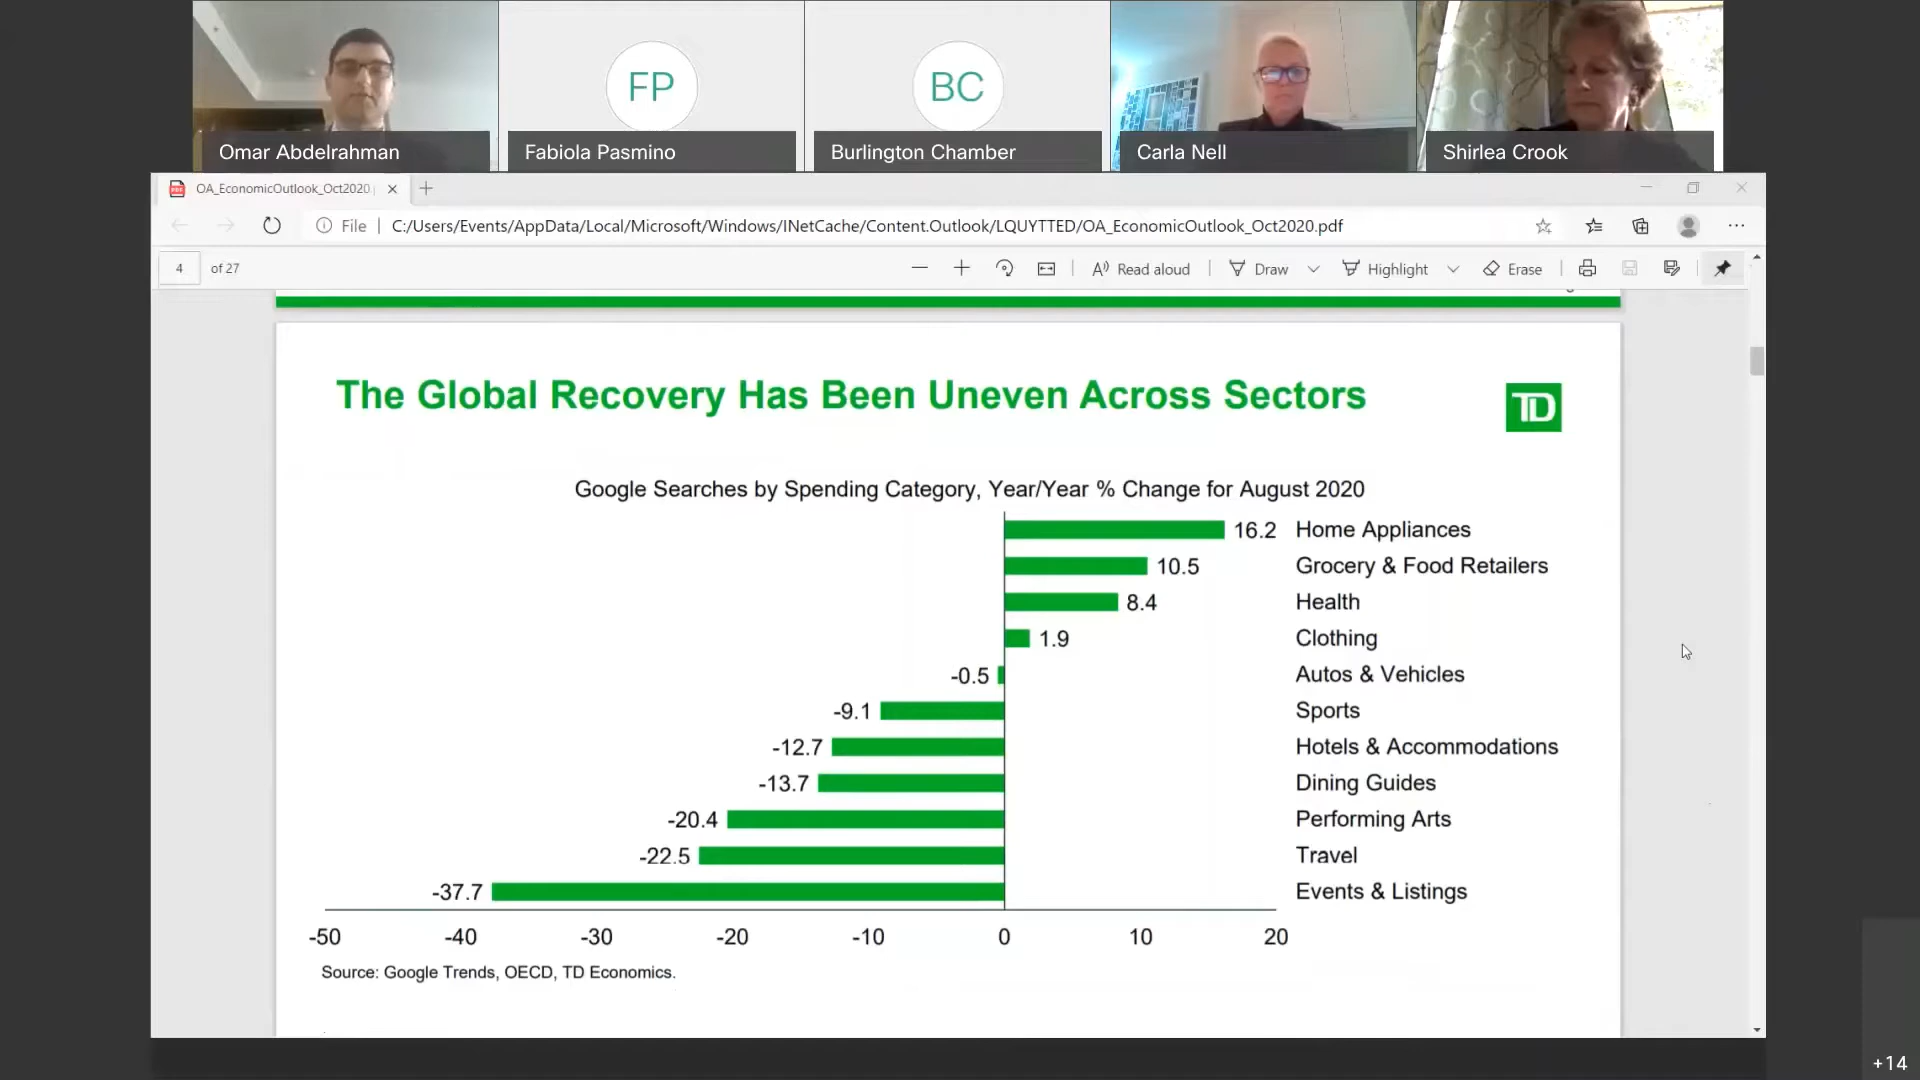 FP
BC
Omar Abdelrahman
Fabiola Pasmino
Burlington Chamber
Carla Nell
Shirlea Crook
OA_EconomicOutlook_Oct2020
File
C:/Users/Events/AppData/Local/Microsoft/Windows/INetCache/Content.Outlook/LQUYTTED/OA_EconomicOutlook_Oct2020.pdf
4 of 27
Read aloud
Draw
Highlight
Erase
The Global Recovery Has Been Uneven Across Sectors
TD
Google Searches by Spending Category, Year/Year % Change for August 2020
16.2 Home Appliances
10.5 Grocery & Food Retailers
8.4 Health
1.9 Clothing
-0.5 Autos & Vehicles
-9.1 Sports
-12.7 Hotels & Accommodations
-13.7 Dining Guides
-20.4 Performing Arts
-22.5 Travel
-37.7 Events & Listings
-50 -40 -30 -20 -10 0 10 20
Source: Google Trends, OECD, TD Economics.
+14